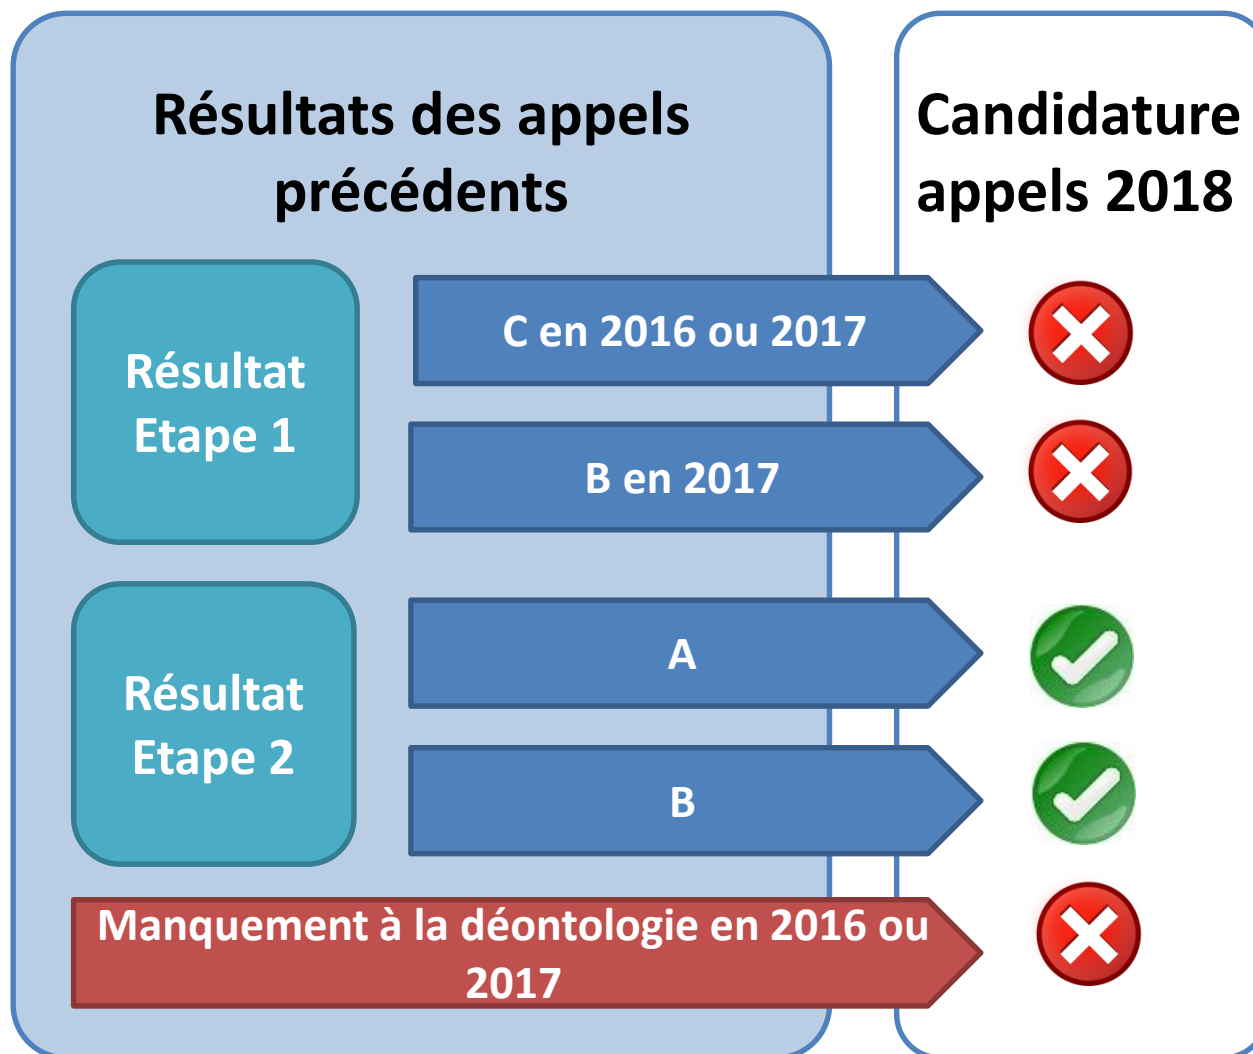 Résultats des appels
précédents
Candidature
appels 2018
Résultat
Etape 1
C en 2016 ou 2017
B en 2017
Résultat
Etape 2
A
B
Manquement à la déontologie en 2016 ou
2017